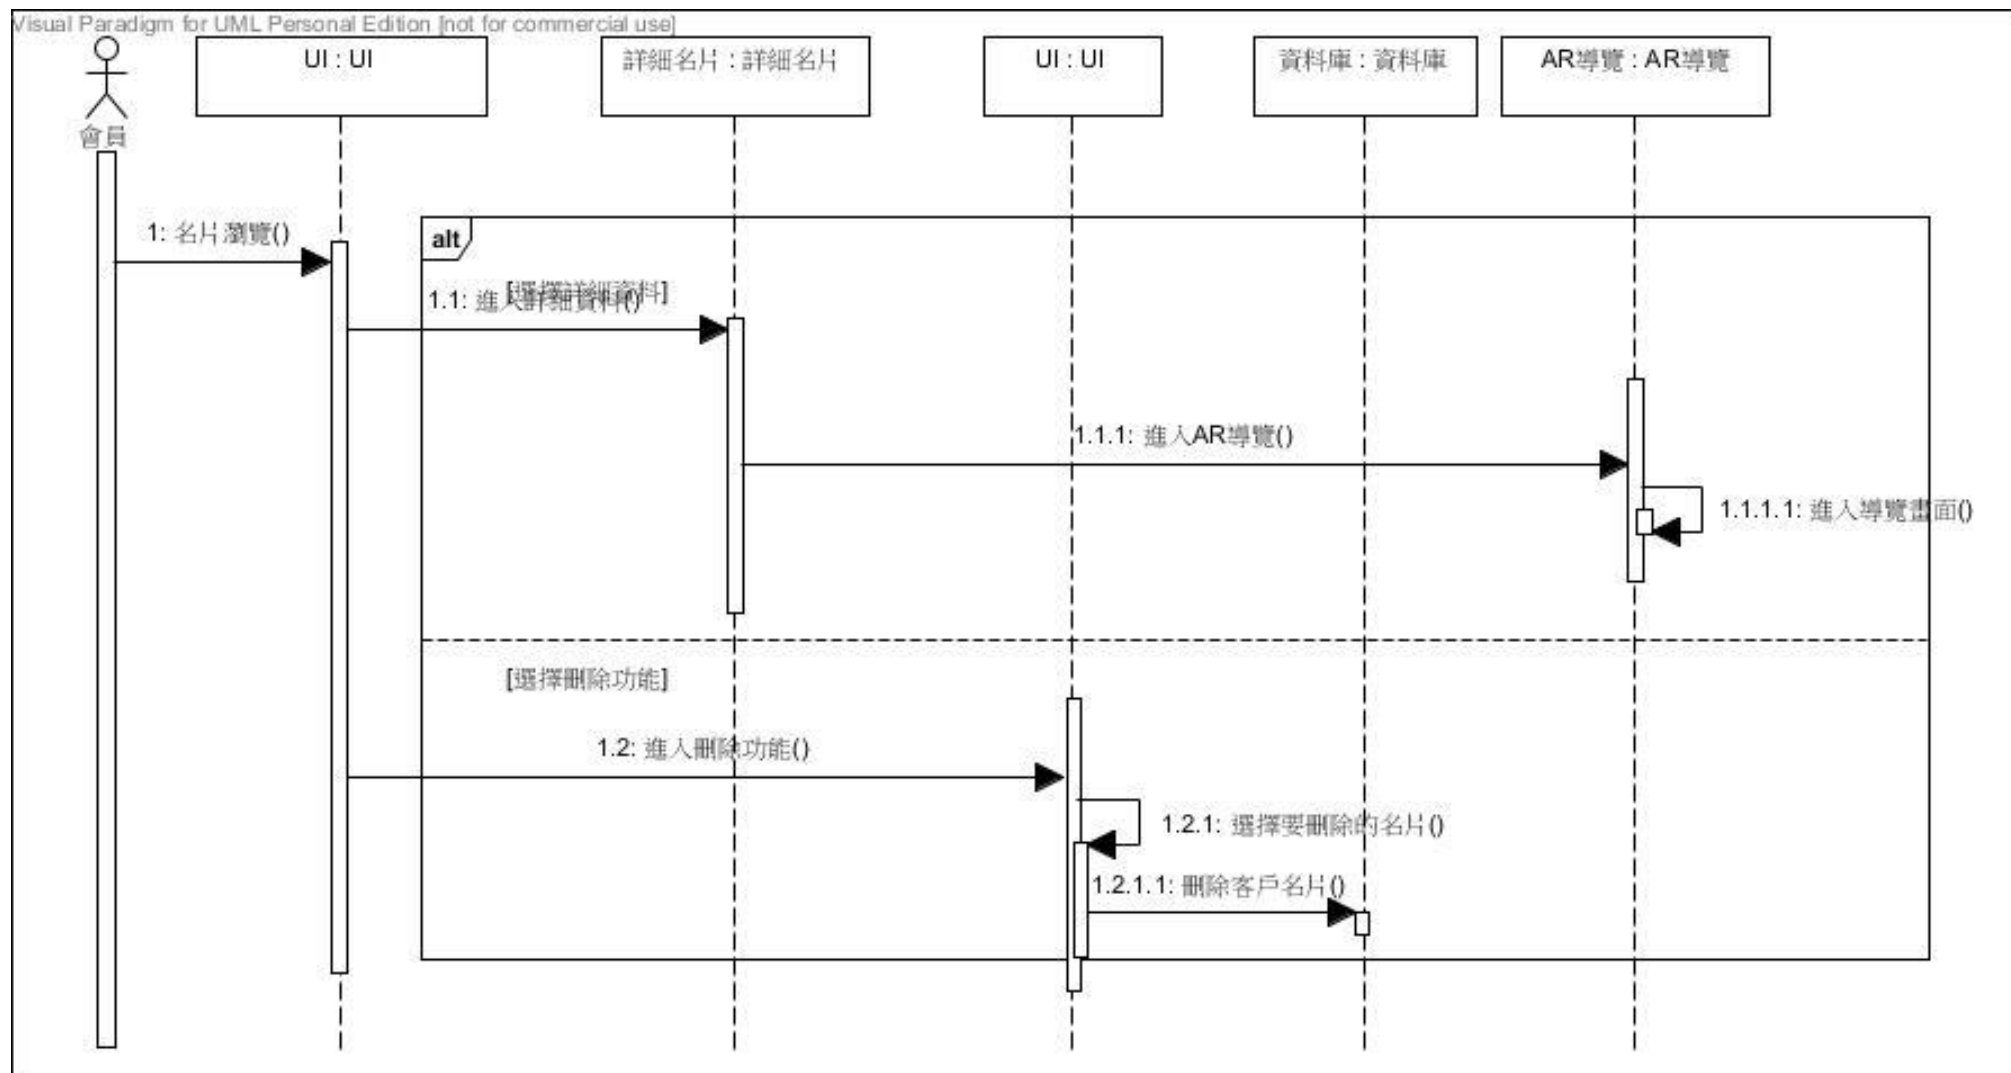 Visual Paradigm for UML Personal Edition [not for commercial use]
UI : UI
詳細名片 : 詳細名片
UI : UI
資料庫 : 資料庫
AR導覽 : AR導覽
會員
1: 名片瀏覽()
alt
[選擇詳細資料]
1.1: 進入詳細資料()
1.1.1: 進入AR導覽()
1.1.1.1: 進入導覽畫面()
[選擇刪除功能]
1.2: 進入刪除功能()
1.2.1: 選擇要刪除的名片()
1.2.1.1: 刪除客戶名片()